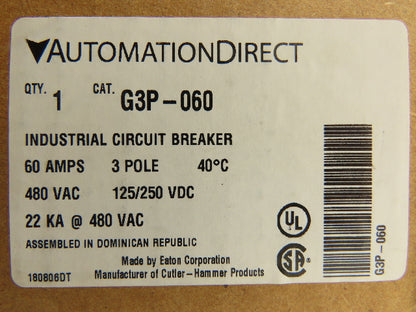 AUTOMATIONDIRECT
QTY. 1 CAT. G3P-060
INDUSTRIAL CIRCUIT BREAKER
60 AMPS 3 POLE 40°C
480 VAC 125/250 VDC
22 KA @ 480 VAC
ASSEMBLED IN DOMINICAN REPUBLIC
Made by Eaton Corporation
180806DT Manufacturer of Cutler-Hammer Products
UL
SA
G3P-060